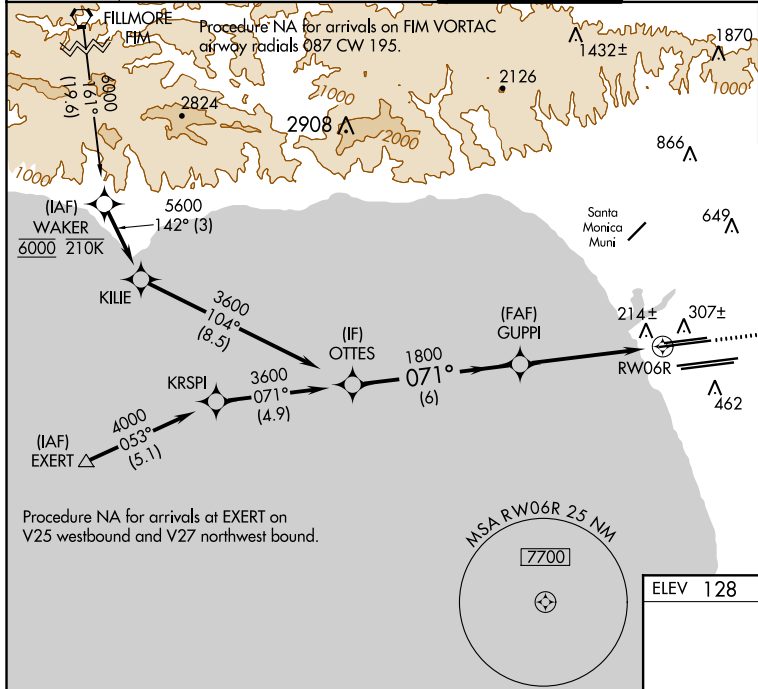 FILLMORE
FIM
Procedure NA for arrivals on FIM VORTAC
airway radials 087 CW 195.
1432±
1870
1000
2126
1000
6000
161°
(19.6)
2824
2908
2000
1000
866
(IAF)
WAKER
6000 210K
5600
142° (3)
Santa
Monica
Muni
649
KILIE
3600
104°
(8.5)
214±
307±
(FAF)
GUPPI
(IF)
OTTES
1800
071°
(6)
RW06R
KRSPI
3600
071°
(4.9)
462
4000
053°
(5.1)
(IAF)
EXERT
Procedure NA for arrivals at EXERT on
V25 westbound and V27 northwest bound.
MSA RW06R 25 NM
7700
ELEV 128